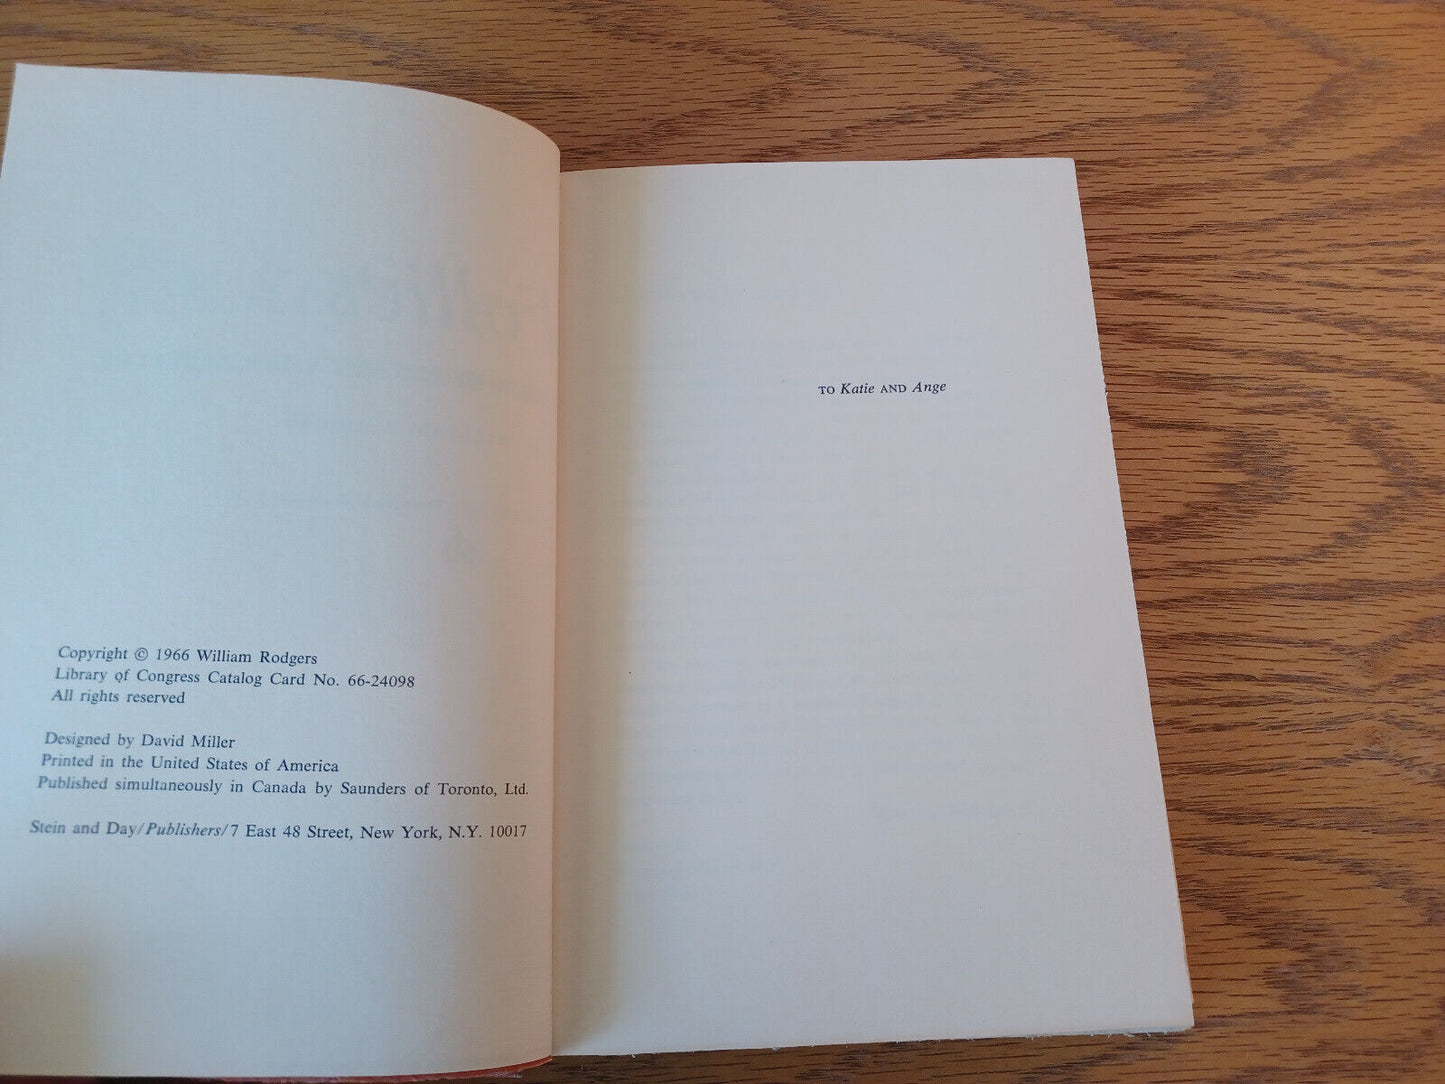 Copyright © 1966 William Rodgers
Library of Congress Catalog Card No. 66-24098
All rights reserved
Designed by David Miller
Printed in the United States of America
Published simultaneously in Canada by Saunders of Toronto, Ltd.
Stein and Day/Publishers/7 East 48 Street, New York, N.Y. 10017
TO Katie AND Ange